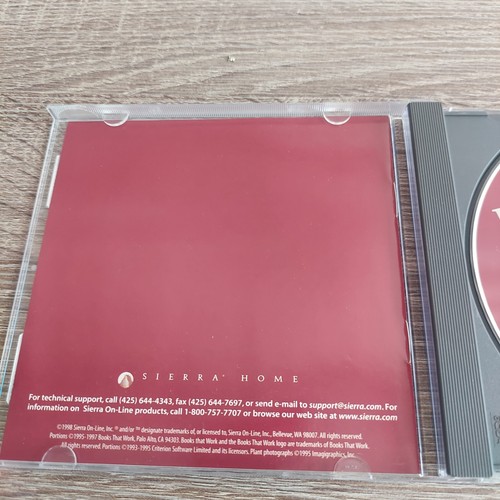 SIERRA® HOME
For technical support, call (425) 644-4343, fax (425) 644-7697, or send e-mail to support@sierra.com. For
information on Sierra On-Line products, call 1-800-757-7707 or browse our web site at www.sierra.com
©1998 Sierra On-Line, Inc.® and/or ™ designate trademarks of, or licensed to, Sierra On-Line, Inc., Bellevue, WA 98007. All rights reserved.
Portions ©1995-1997 Books That Work, Palo Alto, CA 94303. Books that Work and the Books That Work logo are trademarks of Books That Work.
All rights reserved. Portions ©1993-1995 Criterion Software Limited and its licensors. Plant photographs ©1995 Imagigraphics Inc.